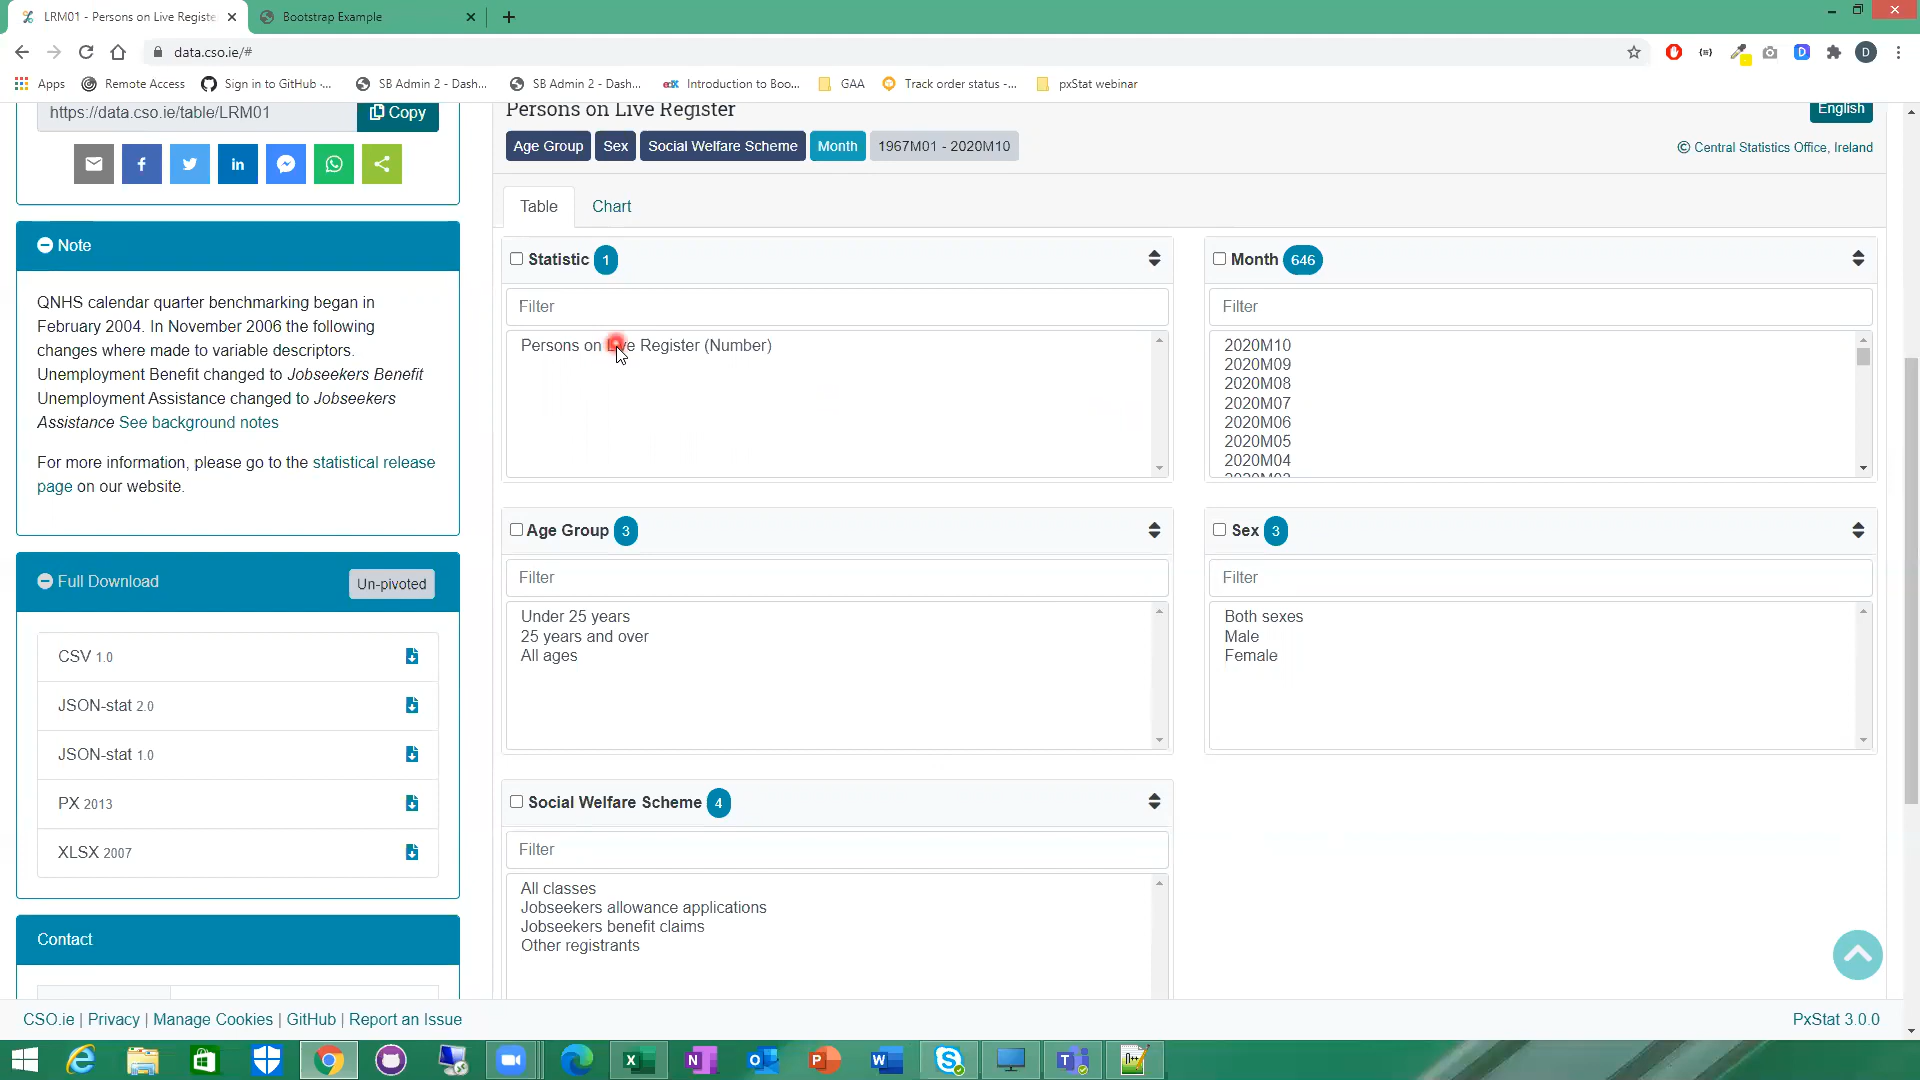 LRM01 - Persons on Live Registe
Bootstrap Example
data.cso.ie/#
Apps
Remote Access
Sign in to GitHub ·...
SB Admin 2 - Dash...
SB Admin 2 - Dash...
edX
Introduction to Boo...
GAA
Track order status -...
pxStat webinar
https://data.cso.ie/table/LRM01
Copy
Note
QNHS calendar quarter benchmarking began in
February 2004. In November 2006 the following
changes where made to variable descriptors.
Unemployment Benefit changed to Jobseekers Benefit
Unemployment Assistance changed to Jobseekers
Assistance See background notes
For more information, please go to the statistical release
page on our website.
Full Download
Un-pivoted
CSV 1.0
JSON-stat 2.0
JSON-stat 1.0
PX 2013
XLSX 2007
Contact
Persons on Live Register
English
Age Group
Sex
Social Welfare Scheme
Month
1967M01 - 2020M10
© Central Statistics Office, Ireland
Table
Chart
Statistic 1
Filter
Persons on Live Register (Number)
Month 646
Filter
2020M10
2020M09
2020M08
2020M07
2020M06
2020M05
2020M04
Age Group 3
Filter
Under 25 years
25 years and over
All ages
Sex 3
Filter
Both sexes
Male
Female
Social Welfare Scheme 4
Filter
All classes
Jobseekers allowance applications
Jobseekers benefit claims
Other registrants
CSO.ie | Privacy | Manage Cookies | GitHub | Report an Issue
PxStat 3.0.0